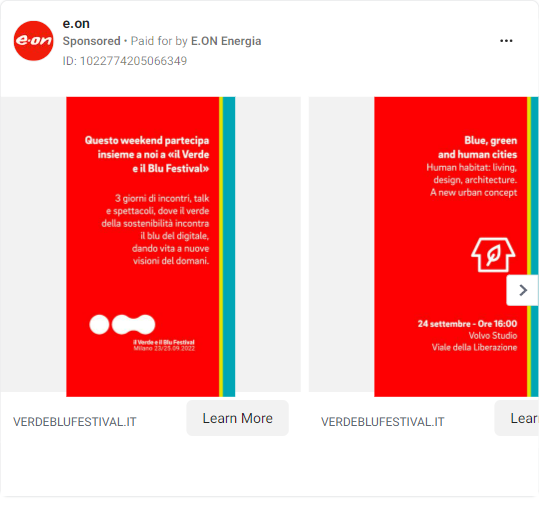 e.on
e.on
Sponsored • Paid for by E.ON Energia
ID: 1022774205066349
Questo weekend partecipa
insieme a noi a «il Verde
e il Blu Festival»
3 giorni di incontri, talk
e spettacoli, dove il verde
della sostenibilità incontra
il blu del digitale,
dando vita a nuove
visioni del domani.
il Verde e il Blu Festival
Milano 23/25.09.2022
VERDEBLUFESTIVAL.IT
Learn More
Blue, green
and human cities
Human habitat: living,
design, architecture.
A new urban concept
24 settembre - Ore 16:00
Volvo Studio
Viale della Liberazione
VERDEBLUFESTIVAL.IT
Lear